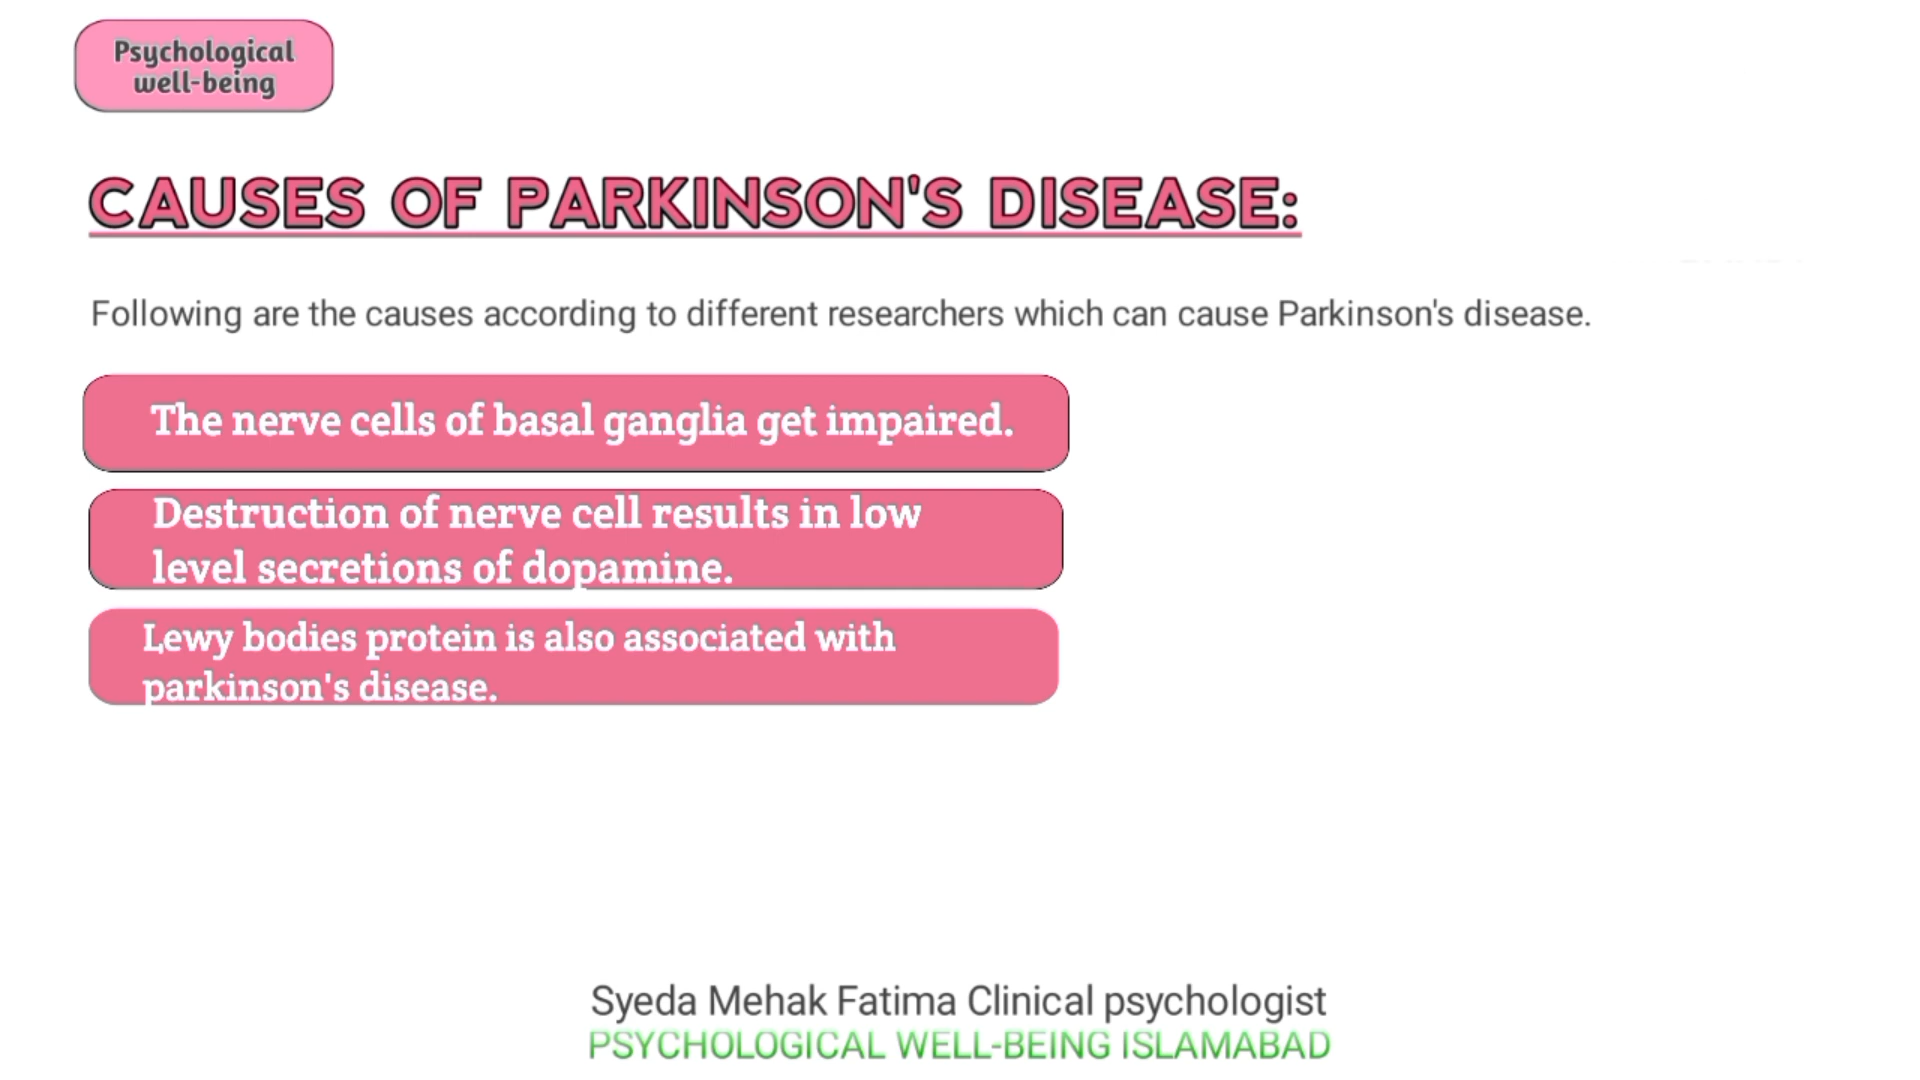 Psychological
well-being
CAUSES OF PARKINSON'S DISEASE:
Following are the causes according to different researchers which can cause Parkinson's disease.
The nerve cells of basal ganglia get impaired.
Destruction of nerve cell results in low
level secretions of dopamine.
Lewy bodies protein is also associated with
parkinson's disease.
Syeda Mehak Fatima Clinical psychologist
PSYCHOLOGICAL WELL-BEING ISLAMABAD